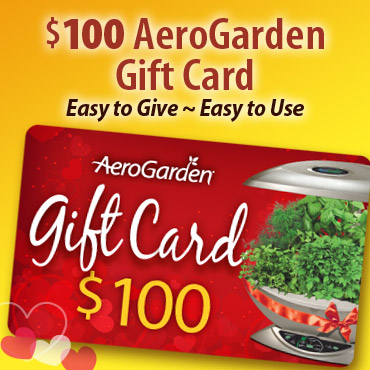 $100 AeroGarden
Gift Card
Easy to Give ~ Easy to Use
AeroGarden
Gift Card
$100